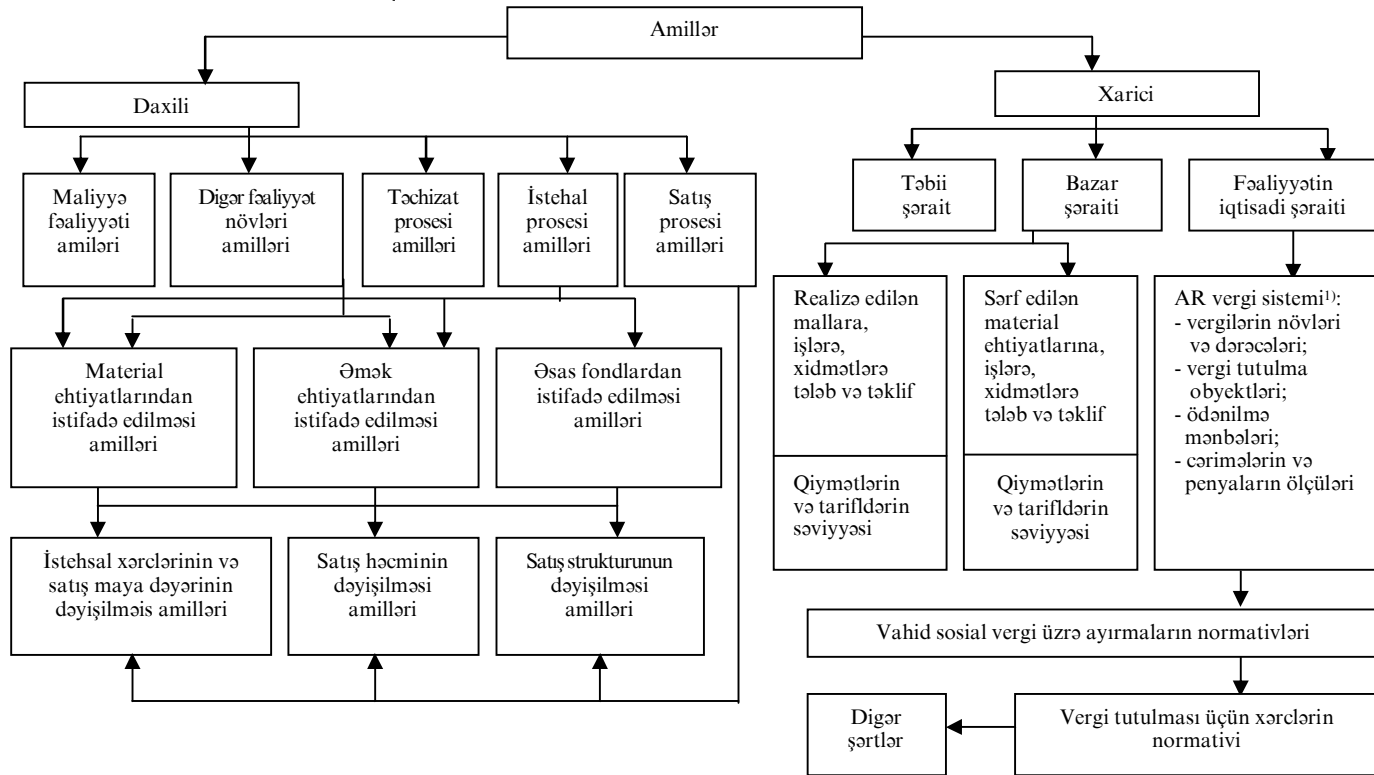 Amillər
Daxili
Xarici
Maliyyə
fəaliyyəti
amiləri
Digər fəaliyyət
növləri
amilləri
Təchizat
prosesi
amilləri
İstehal
prosesi
amilləri
Satış
prosesi
amilləri
Təbii
şərait
Bazar
şəraiti
Fəaliyyətin
iqtisadi şəraiti
Material
ehtiyatlarından
istifadə edilməsi
amilləri
Əmək
ehtiyatlarından
istifadə edilməsi
amilləri
Əsas fondlardan
istifadə edilməsi
amilləri
Realizə edilən
mallara,
işlərə,
xidmətlərə
tələb və təklif
Qiymətlərin
və tarifldərin
səviyyəsi
Sərf edilən
material
ehtiyatlarına,
işlərə,
xidmətlərə
tələb və təklif
Qiymətlərin
və tarifldərin
səviyyəsi
AR vergi sistemi¹⁾:
- vergilərin növləri
və dərəcələri;
- vergi tutulma
obyektləri;
- ödənilmə
mənbələri;
- cərimələrin və
penyaların ölçüləri
İstehsal xərclərinin və
satış maya dəyərinin
dəyişilməis amilləri
Satış həcminin
dəyişilməsi
amilləri
Satış strukturunun
dəyişilməsi
amilləri
Vahid sosial vergi üzrə ayırmaların normativləri
Digər
şərtlər
Vergi tutulması üçün xərclərin
normativi